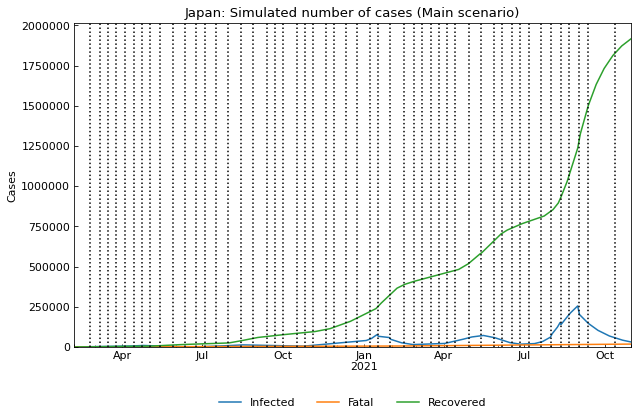 Japan: Simulated number of cases (Main scenario)
2000000
1750000
1500000
1250000
1000000
750000
500000
250000
0
Cases
Apr Jul Oct Jan Apr Jul Oct
2021
Infected Fatal Recovered